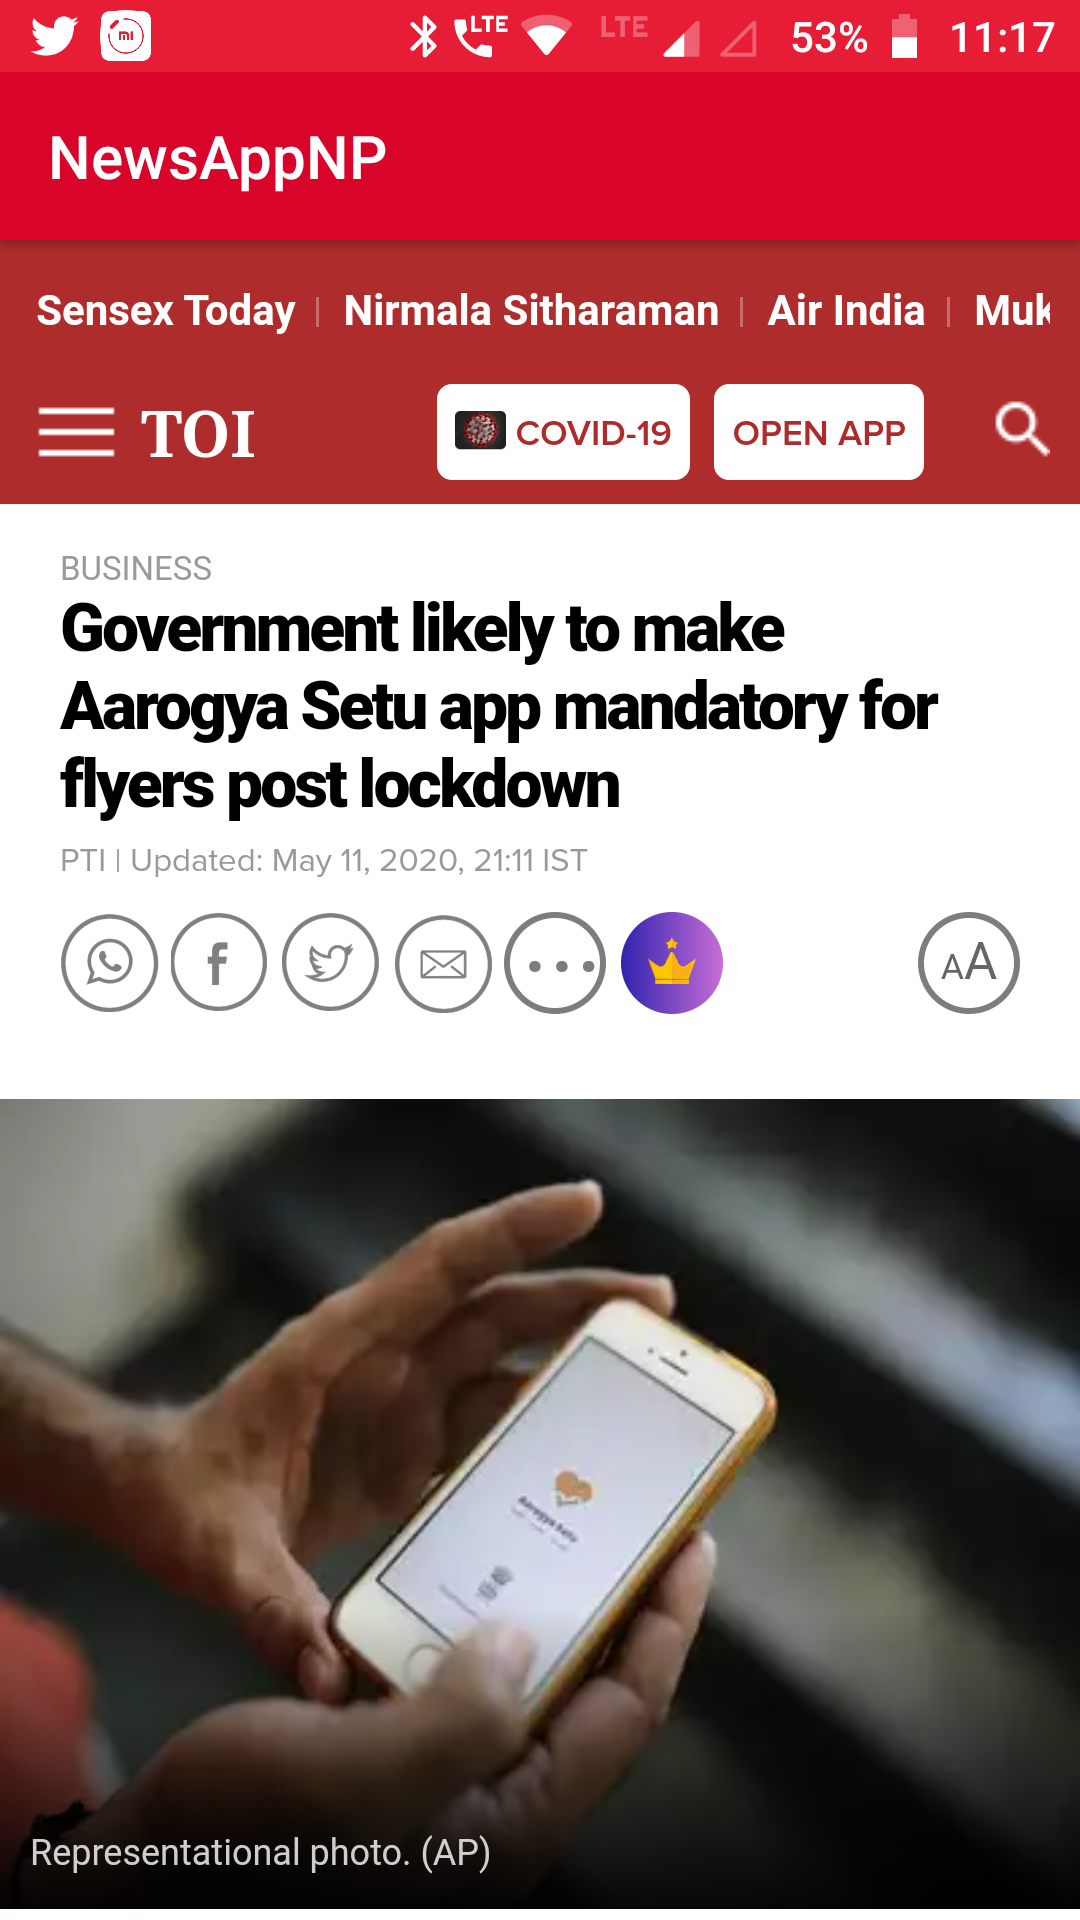 LTE LTE 53% 11:17
NewsAppNP
Sensex Today | Nirmala Sitharaman | Air India | Muk
TOI COVID-19 OPEN APP
BUSINESS
Government likely to make
Aarogya Setu app mandatory for
flyers post lockdown
PTI | Updated: May 11, 2020, 21:11 IST
AA
Aarogya Setu
Representational photo. (AP)